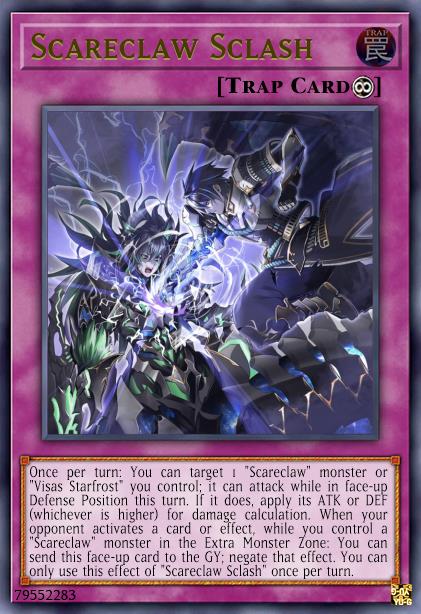 Scareclaw Sclash
TRAP
罠
[Trap Card]
Once per turn: You can target 1 "Scareclaw" monster or
"Visas Starfrost" you control; it can attack while in face-up
Defense Position this turn. If it does, apply its ATK or DEF
(whichever is higher) for damage calculation. When your
opponent activates a card or effect, while you control a
"Scareclaw" monster in the Extra Monster Zone: You can
send this face-up card to the GY; negate that effect. You can
only use this effect of "Scareclaw Sclash" once per turn.
79552283